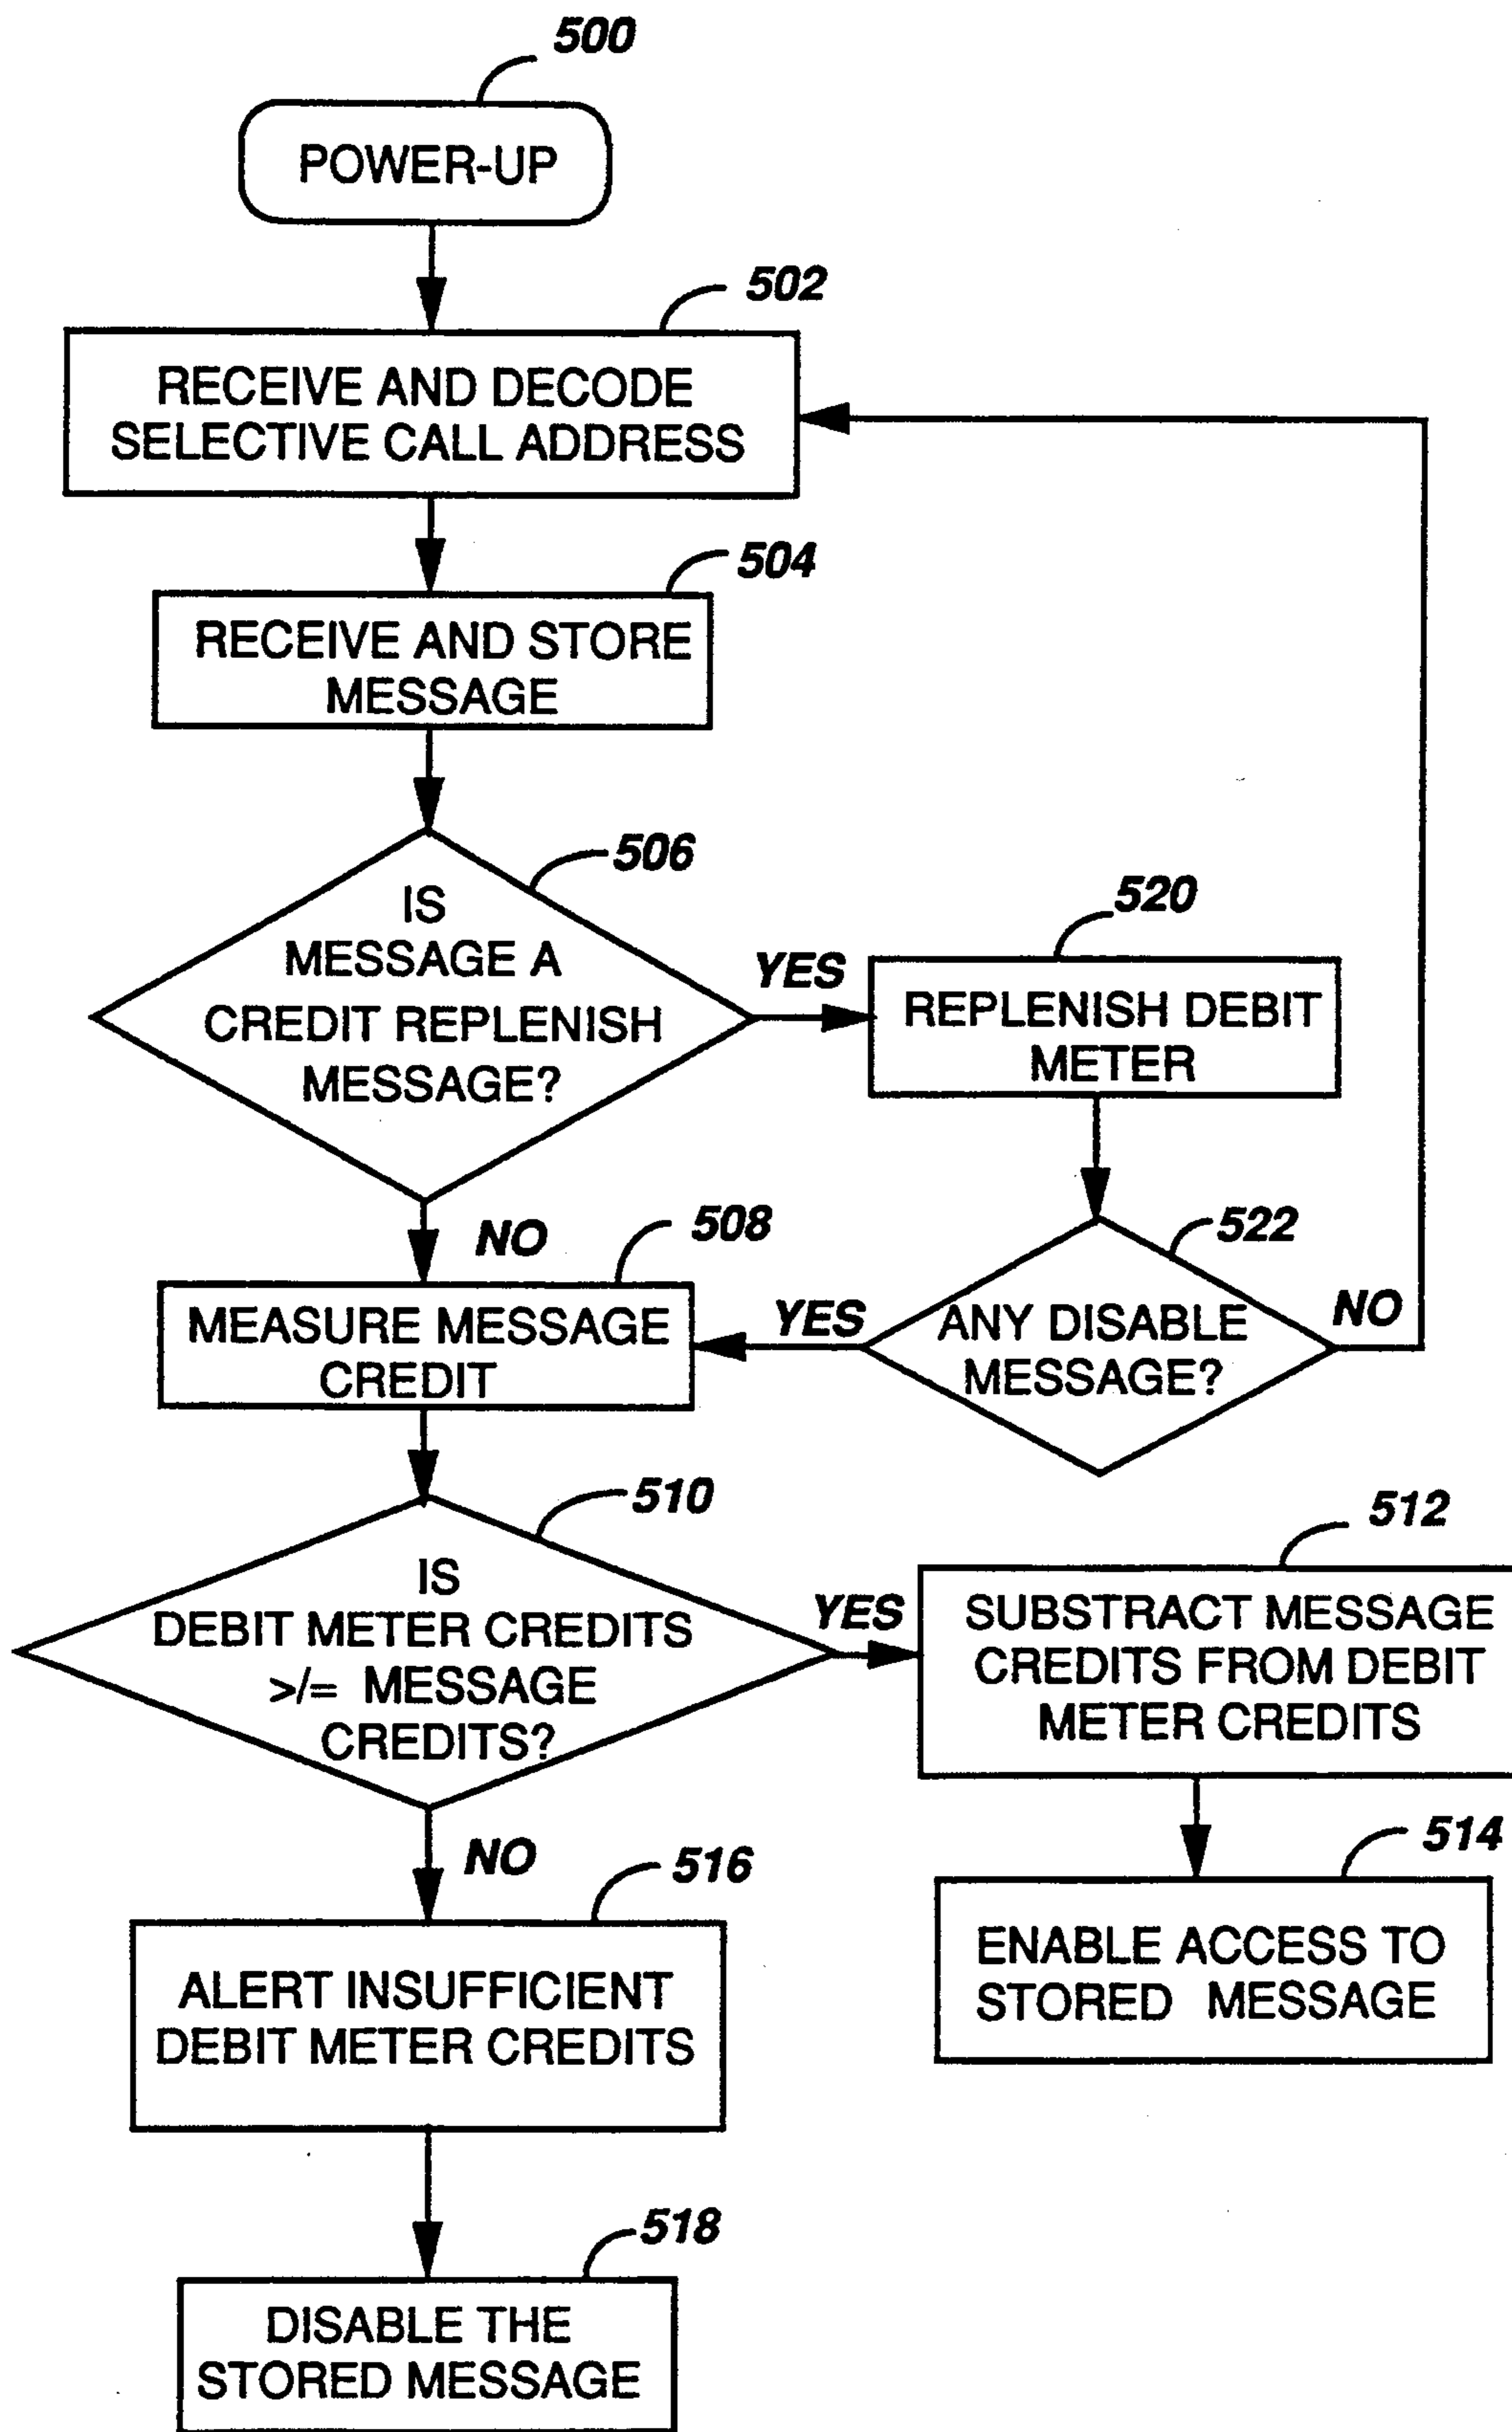 500
POWER-UP
502
RECEIVE AND DECODE
SELECTIVE CALL ADDRESS
504
RECEIVE AND STORE
MESSAGE
506
IS
MESSAGE A
CREDIT REPLENISH
MESSAGE?
YES
520
REPLENISH DEBIT
METER
NO
508
MEASURE MESSAGE
CREDIT
522
YES
ANY DISABLE
MESSAGE?
NO
510
IS
DEBIT METER CREDITS
>/= MESSAGE
CREDITS?
YES
512
SUBSTRACT MESSAGE
CREDITS FROM DEBIT
METER CREDITS
514
ENABLE ACCESS TO
STORED MESSAGE
NO
516
ALERT INSUFFICIENT
DEBIT METER CREDITS
518
DISABLE THE
STORED MESSAGE